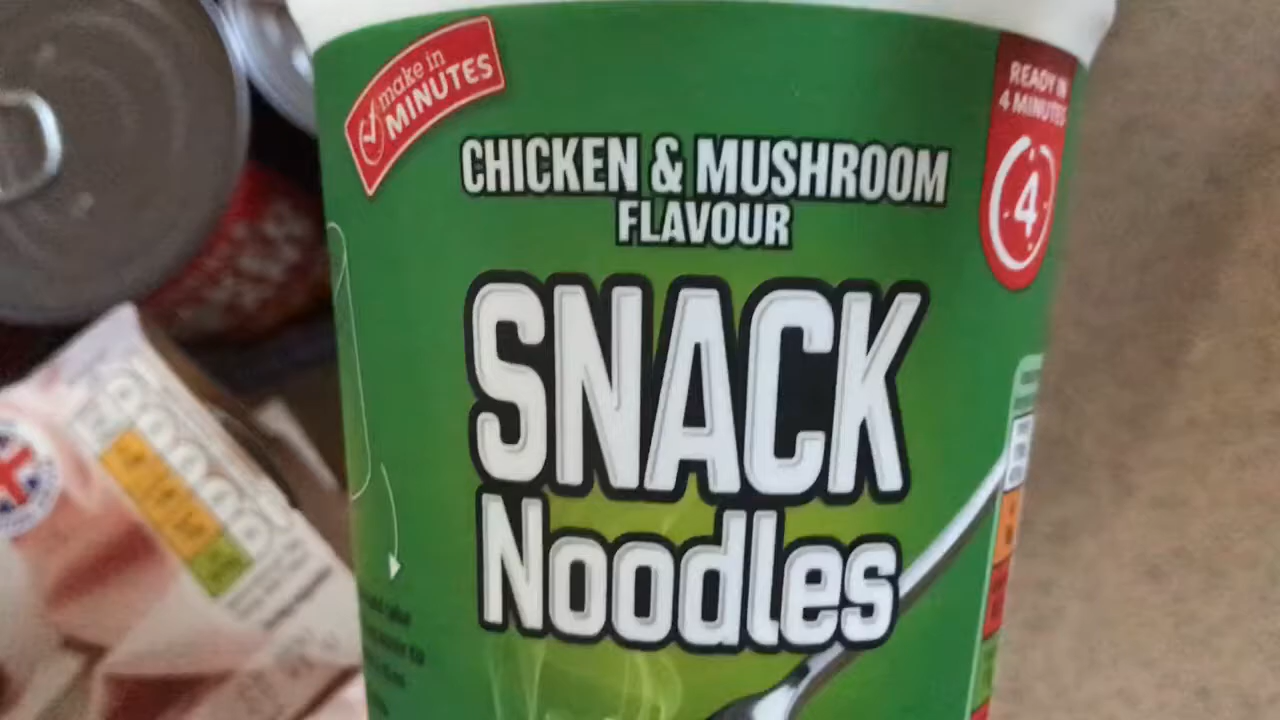 make in
MINUTES
READY IN
4 MINUTES
4
CHICKEN & MUSHROOM
FLAVOUR
SNACK
Noodles